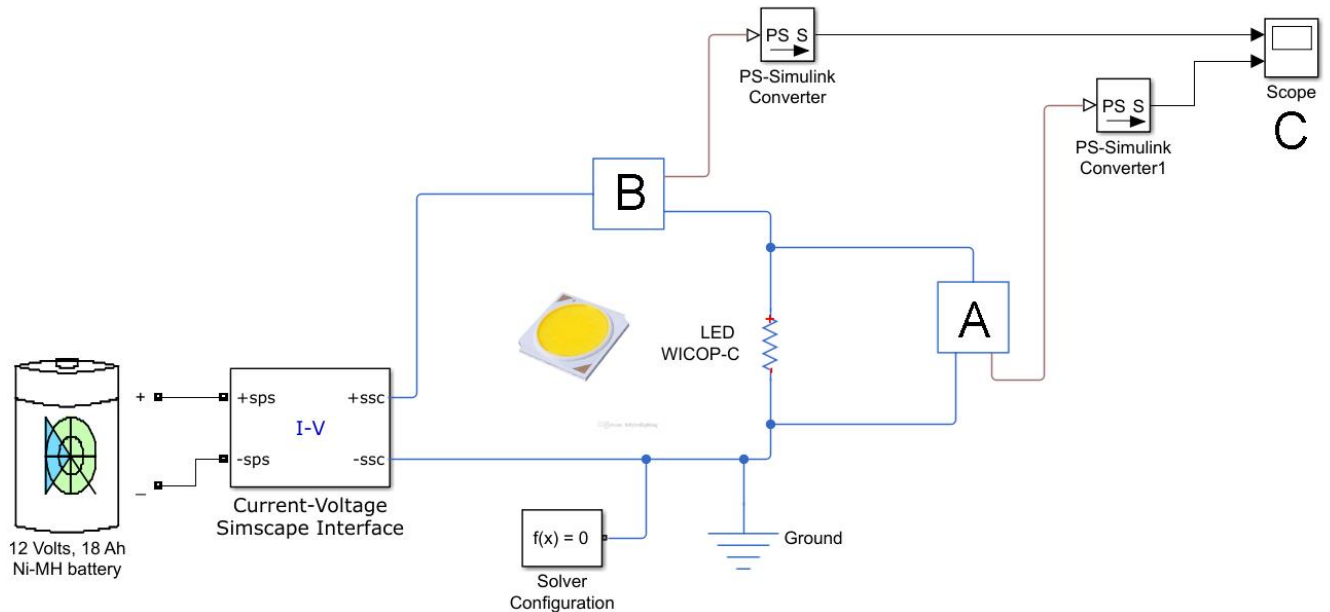 PS S
PS-Simulink
Converter
Scope
C
PS S
PS-Simulink
Converter1
B
A
LED
WICOP-C
+
+sps
+ssc
I-V
_
-sps
-ssc
Current-Voltage
Simscape Interface
12 Volts, 18 Ah
Ni-MH battery
f(x) = 0
Solver
Configuration
Ground